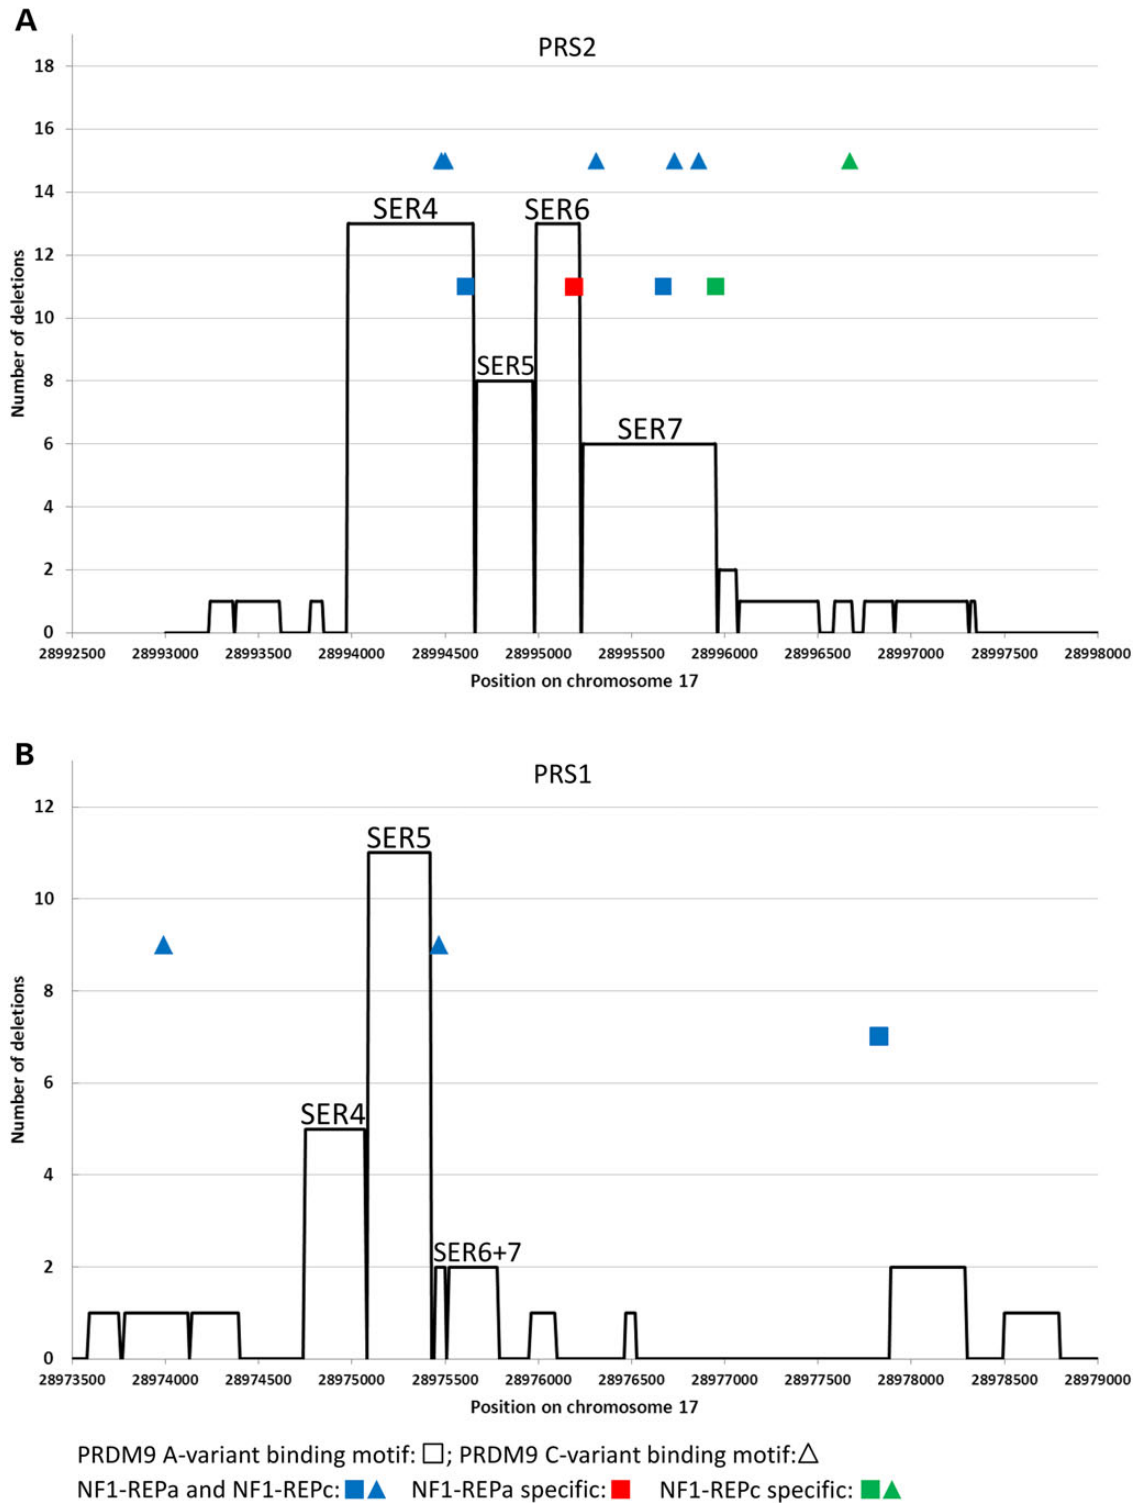 A
PRS2
18
16
14
12
10
8
6
4
2
0
SER4
SER6
SER5
SER7
Number of deletions
28992500 28993000 28993500 28994000 28994500 28995000 28995500 28996000 28996500 28997000 28997500 28998000
Position on chromosome 17
B
PRS1
12
10
8
6
4
2
0
SER5
SER4
SER6+7
Number of deletions
28973500 28974000 28974500 28975000 28975500 28976000 28976500 28977000 28977500 28978000 28978500 28979000
Position on chromosome 17
PRDM9 A-variant binding motif: ; PRDM9 C-variant binding motif:
NF1-REPa and NF1-REPc: NF1-REPa specific: NF1-REPc specific: